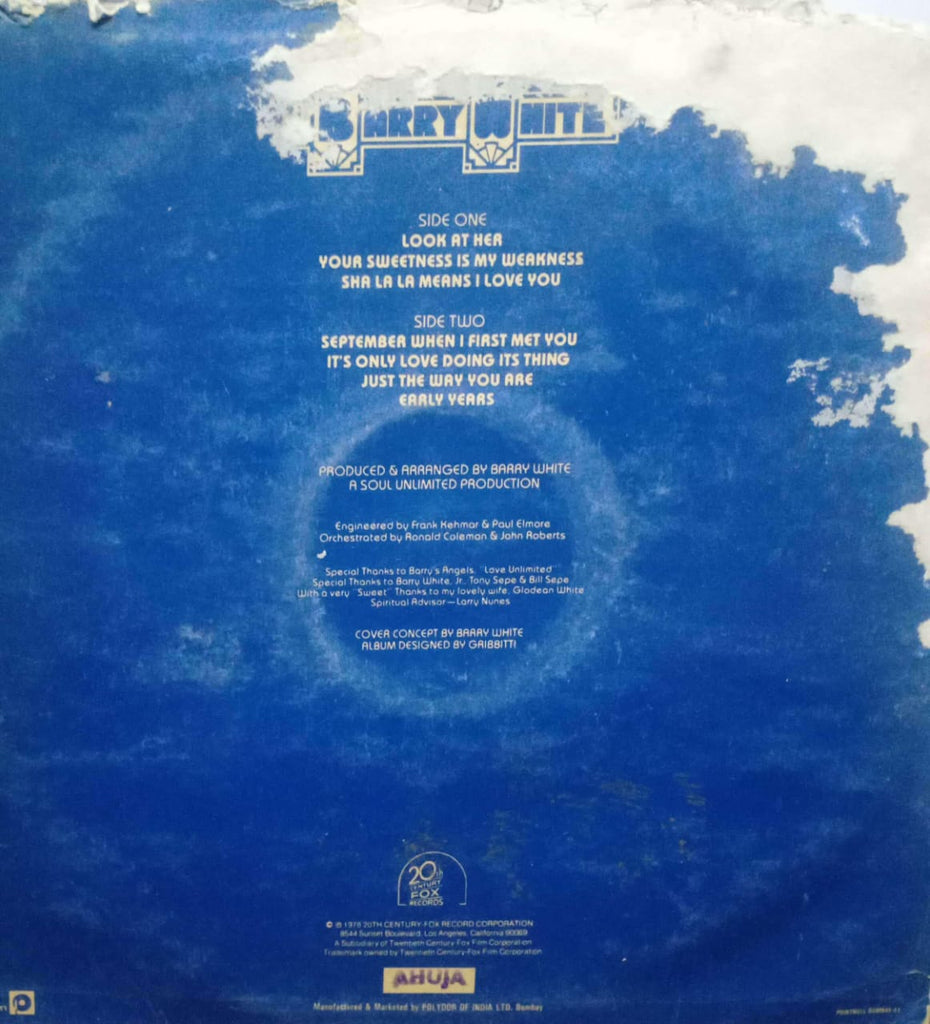 BARRY WHITE
SIDE ONE
LOOK AT HER
YOUR SWEETNESS IS MY WEAKNESS
SHA LA LA MEANS I LOVE YOU
SIDE TWO
SEPTEMBER WHEN I FIRST MET YOU
IT'S ONLY LOVE DOING ITS THING
JUST THE WAY YOU ARE
EARLY YEARS
PRODUCED & ARRANGED BY BARRY WHITE
A SOUL UNLIMITED PRODUCTION
Engineered by Frank Kehmar & Paul Elmore
Orchestrated by Ronald Coleman & John Roberts
Special Thanks to Barry's Angels, "Love Unlimited"
Special Thanks to Barry White, Jr. Tony Sepe & Bill Sepe
With a very "Sweet" Thanks to my lovely wife, Glodean White
Spiritual Advisor—Larry Nunes
COVER CONCEPT BY BARRY WHITE
ALBUM DESIGNED BY GRIBBITT!
20th
CENTURY
FOX
RECORDS
© ℗ 1978 20TH CENTURY-FOX RECORD CORPORATION
8544 Sunset Boulevard, Los Angeles, California 90069
A Subsidiary of Twentieth Century-Fox Film Corporation
Trademark owned by Twentieth Century-Fox Film Corporation
AHUJA
Manufactured & Marketed by POLYDOR OF INDIA LTD. Bombay